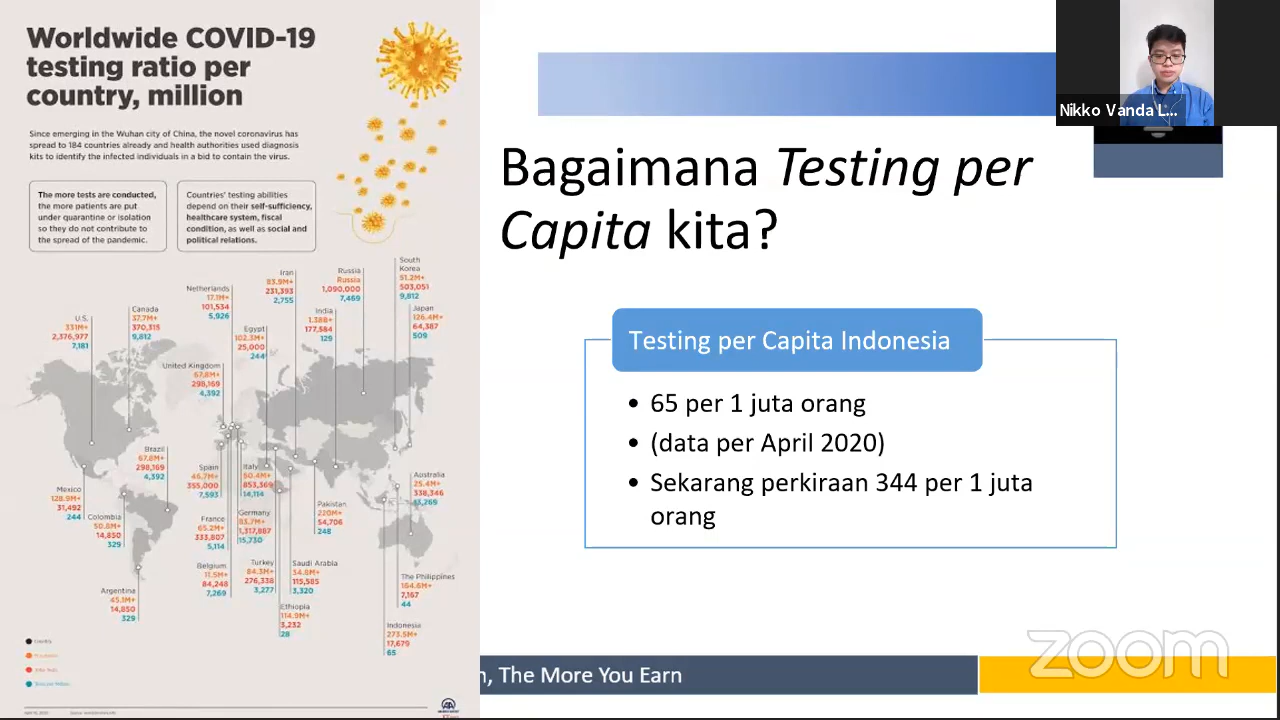 Worldwide COVID-19
testing ratio per
country, million
Since emerging in the Wuhan city of China, the novel coronavirus has
spread to 184 countries already and health authorities used diagnosis
kits to identify the infected individuals in a bid to contain the virus.
The more tests are conducted,
the more patients are put
under quarantine or isolation
so they do not contribute to
the spread of the pandemic.
Countries' testing abilities
depend on their self-sufficiency,
healthcare system, fiscal
condition, as well as social and
political relations.
South
Korea
51.2M+
503,051
9,812
Russia
Russia
1,090,000
7,469
Iran
83.9M+
231,393
2,755
Netherlands
17.1M+
101,534
5,926
Canada
37.7M+
370,315
9,812
U.S.
331M+
2,376,977
7,181
Egypt
102.3M+
25,000
244
India
1.38B+
177,584
129
Japan
126.4M+
64,387
509
United Kingdom
67.8M+
298,169
4,392
Brazil
67.8M+
298,169
4,392
Spain
46.7M+
355,000
7,593
Italy
60.4M+
853,369
14,114
Australia
25.4M+
338,346
13,269
Mexico
128.9M+
31,492
244
Colombia
50.8M+
14,850
329
France
65.2M+
333,807
5,114
Germany
83.7M+
1,317,887
15,730
Pakistan
220M+
54,706
248
Belgium
11.5M+
84,248
7,269
Turkey
84.3M+
276,338
3,277
Saudi Arabia
34.8M+
115,585
3,320
The Philippines
7,167
44
Argentina
45.1M+
14,850
329
Ethiopia
114.9M+
3,232
28
Indonesia
273.5M+
17,679
65
Bagaimana Testing per
Capita kita?
Testing per Capita Indonesia
• 65 per 1 juta orang
• (data per April 2020)
• Sekarang perkiraan 344 per 1 juta
orang
, The More You Earn
Nikko Vanda L...
zoom